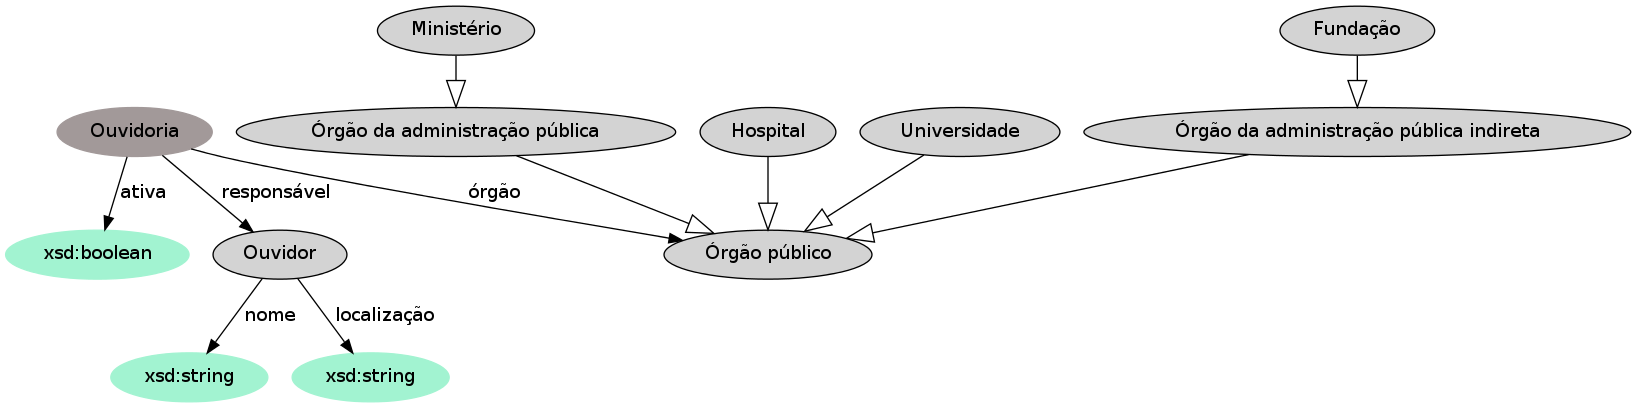 Ministério
Fundação
Ouvidoria
Órgão da administração pública
Hospital
Universidade
Órgão da administração pública indireta
ativa
responsável
órgão
xsd:boolean
Ouvidor
Órgão público
nome
localização
xsd:string
xsd:string